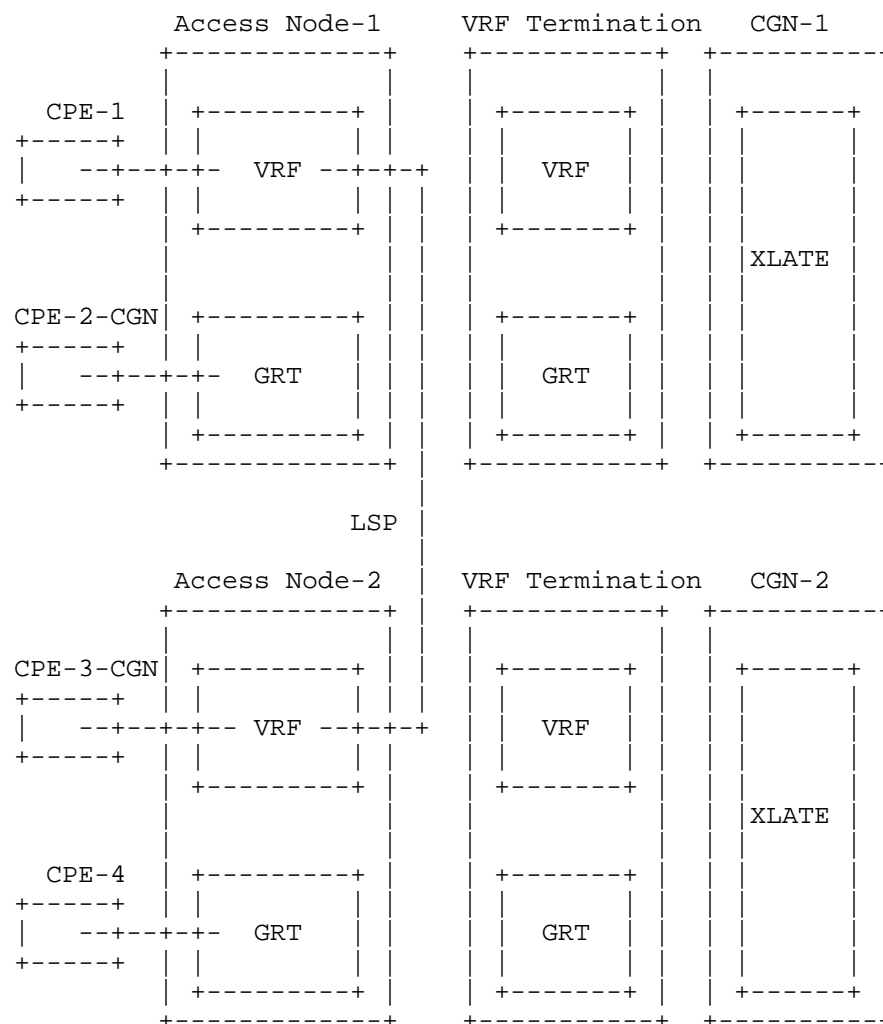 Access Node-1 VRF Termination CGN-1
CPE-1
VRF VRF
XLATE
CPE-2-CGN
GRT GRT
LSP
Access Node-2 VRF Termination CGN-2
CPE-3-CGN
VRF VRF
XLATE
CPE-4
GRT GRT